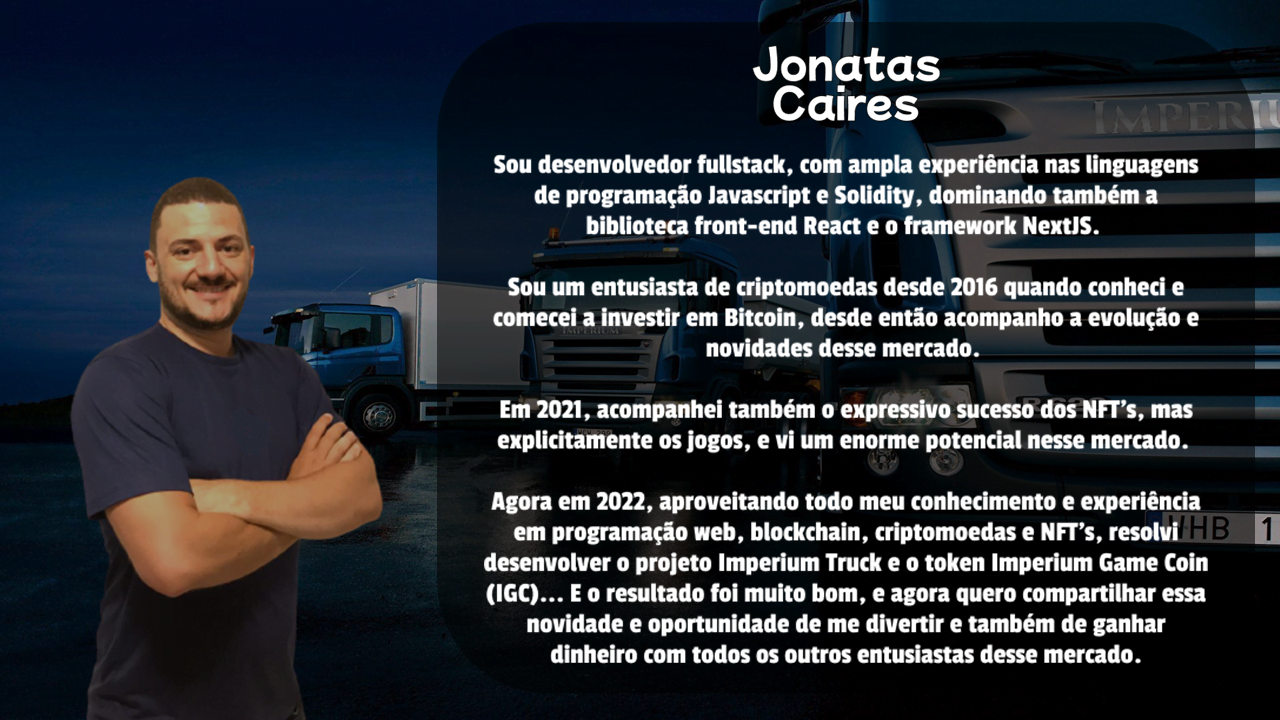 Jonatas
Caires
Sou desenvolvedor fullstack, com ampla experiência nas linguagens
de programação Javascript e Solidity, dominando também a
biblioteca front-end React e o framework NextJS.
Sou um entusiasta de criptomoedas desde 2016 quando conheci e
comecei a investir em Bitcoin, desde então acompanho a evolução e
novidades desse mercado.
Em 2021, acompanhei também o expressivo sucesso dos NFT's, mas
explicitamente os jogos, e vi um enorme potencial nesse mercado.
Agora em 2022, aproveitando todo meu conhecimento e experiência
em programação web, blockchain, criptomoedas e NFT's, resolvi
desenvolver o projeto Imperium Truck e o token Imperium Game Coin
(IGC)... E o resultado foi muito bom, e agora quero compartilhar essa
novidade e oportunidade de me divertir e também de ganhar
dinheiro com todos os outros entusiastas desse mercado.
IMPERIU
IMPERIUM
HB 1